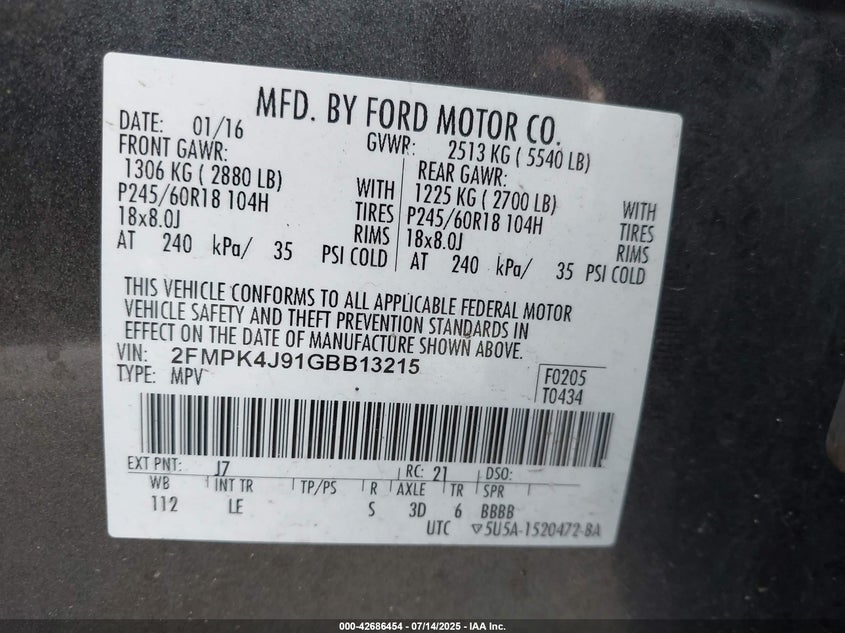 MFD. BY FORD MOTOR CO.
DATE: 01/16 GVWR: 2513 KG ( 5540 LB)
FRONT GAWR: REAR GAWR:
1306 KG ( 2880 LB) WITH 1225 KG ( 2700 LB) WITH
P245/60R18 104H TIRES P245/60R18 104H TIRES
18x8.0J RIMS 18x8.0J RIMS
AT 240 kPa/ 35 PSI COLD AT 240 kPa/ 35 PSI COLD
THIS VEHICLE CONFORMS TO ALL APPLICABLE FEDERAL MOTOR
VEHICLE SAFETY AND THEFT PREVENTION STANDARDS IN
EFFECT ON THE DATE OF MANUFACTURE SHOWN ABOVE.
VIN: 2FMPK4J91GBB13215
TYPE: MPV
F0205
T0434
EXT PNT: J7 RC: 21 DSO:
WB INT TR TP/PS R AXLE TR SPR
112 LE S 3D 6 BBBB
UTC ▽5U5A-1520472-BA
000-42686454 | 07/14/2025 - IAA Inc.